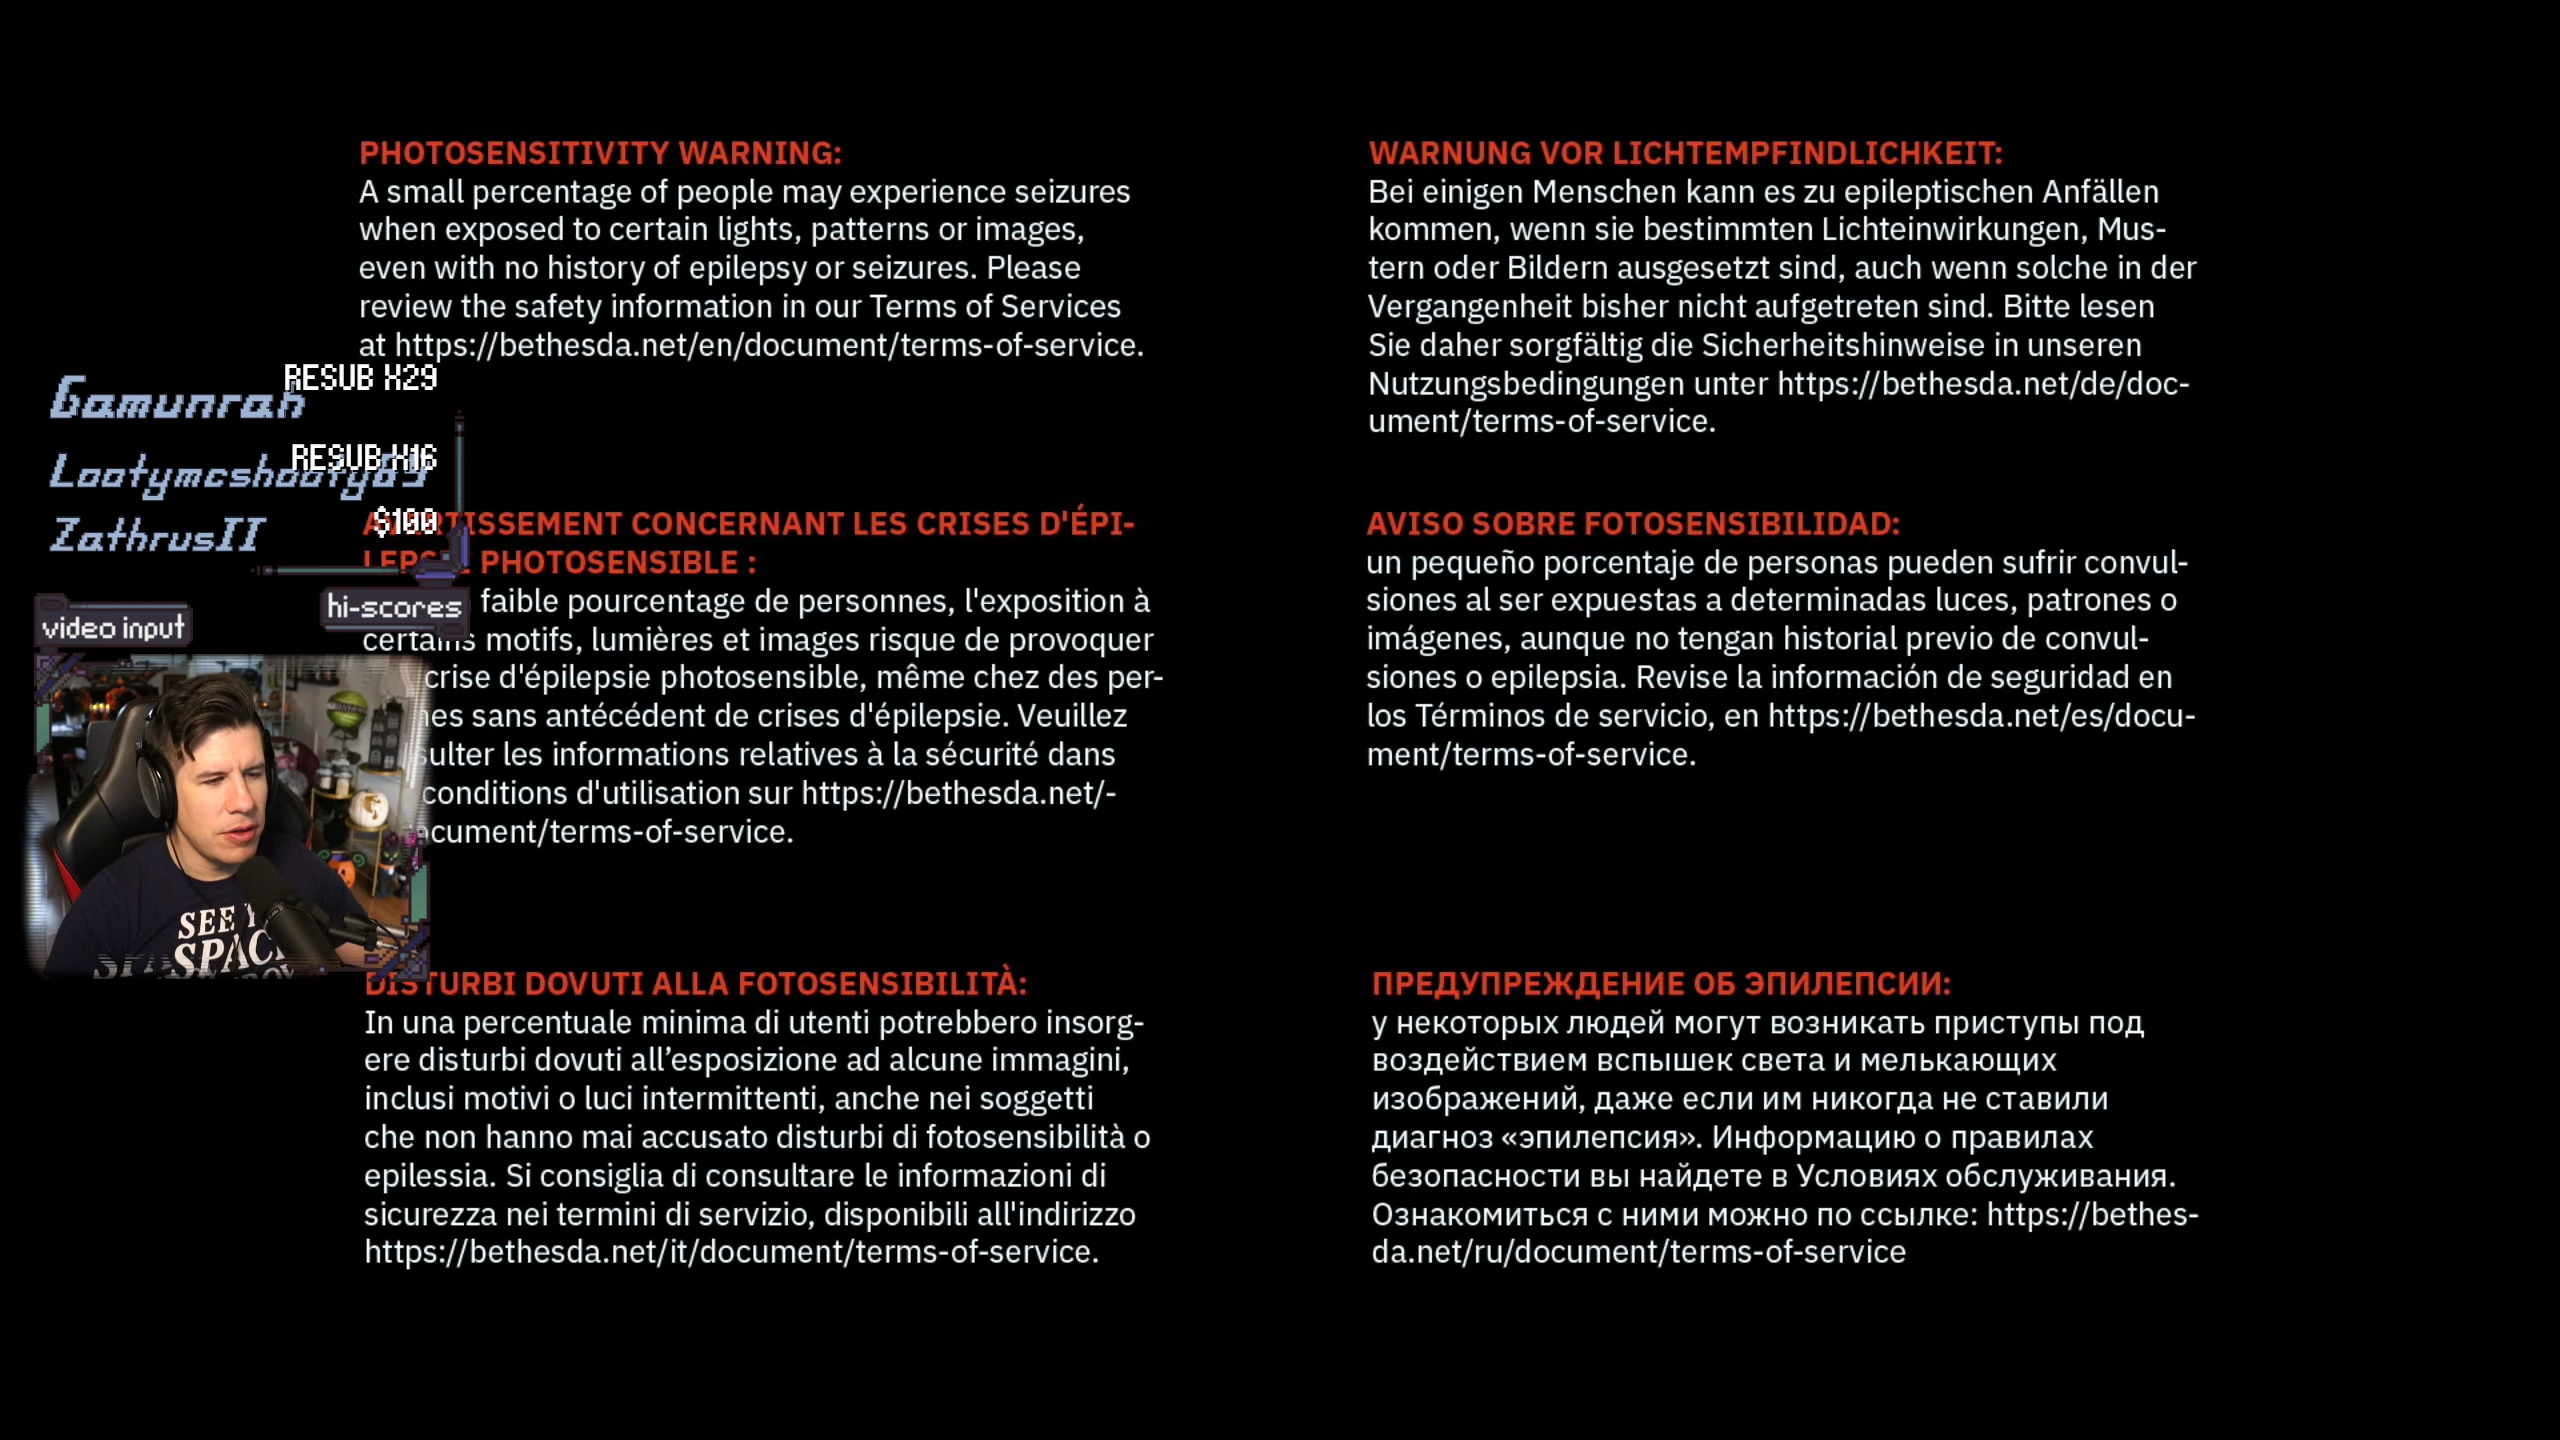 PHOTOSENSITIVITY WARNING:
A small percentage of people may experience seizures
when exposed to certain lights, patterns or images,
even with no history of epilepsy or seizures. Please
review the safety information in our Terms of Services
at https://bethesda.net/en/document/terms-of-service.
WARNUNG VOR LICHTEMPFINDLICHKEIT:
Bei einigen Menschen kann es zu epileptischen Anfällen
kommen, wenn sie bestimmten Lichteinwirkungen, Mus-
tern oder Bildern ausgesetzt sind, auch wenn solche in der
Vergangenheit bisher nicht aufgetreten sind. Bitte lesen
Sie daher sorgfältig die Sicherheitshinweise in unseren
Nutzungsbedingungen unter https://bethesda.net/de/doc-
ument/terms-of-service.
RESUB X29
Gamunrah
RESUB X16
Lootymcshooty89
$100
ZathrusII
hi-scores
video input
CONCERNANT LES CRISES D'ÉPI-
PHOTOSENSIBLE :
faible pourcentage de personnes, l'exposition à
certains motifs, lumières et images risque de provoquer
crise d'épilepsie photosensible, même chez des per-
sans antécédent de crises d'épilepsie. Veuillez
les informations relatives à la sécurité dans
conditions d'utilisation sur https://bethesda.net/-
ocument/terms-of-service.
AVISO SOBRE FOTOSENSIBILIDAD:
un pequeño porcentaje de personas pueden sufrir convul-
siones al ser expuestas a determinadas luces, patrones o
imágenes, aunque no tengan historial previo de convul-
siones o epilepsia. Revise la información de seguridad en
los Términos de servicio, en https://bethesda.net/es/docu-
ment/terms-of-service.
SEE Y
SPAC
DISTURBI DOVUTI ALLA FOTOSENSIBILITÀ:
In una percentuale minima di utenti potrebbero insorg-
ere disturbi dovuti all’esposizione ad alcune immagini,
inclusi motivi o luci intermittenti, anche nei soggetti
che non hanno mai accusato disturbi di fotosensibilità o
epilessia. Si consiglia di consultare le informazioni di
sicurezza nei termini di servizio, disponibili all'indirizzo
https://bethesda.net/it/document/terms-of-service.
ПРЕДУПРЕЖДЕНИЕ ОБ ЭПИЛЕПСИИ:
у некоторых людей могут возникать приступы под
воздействием вспышек света и мелькающих
изображений, даже если им никогда не ставили
диагноз «эпилепсия». Информацию о правилах
безопасности вы найдете в Условиях обслуживания.
Ознакомиться с ними можно по ссылке: https://bethes-
da.net/ru/document/terms-of-service